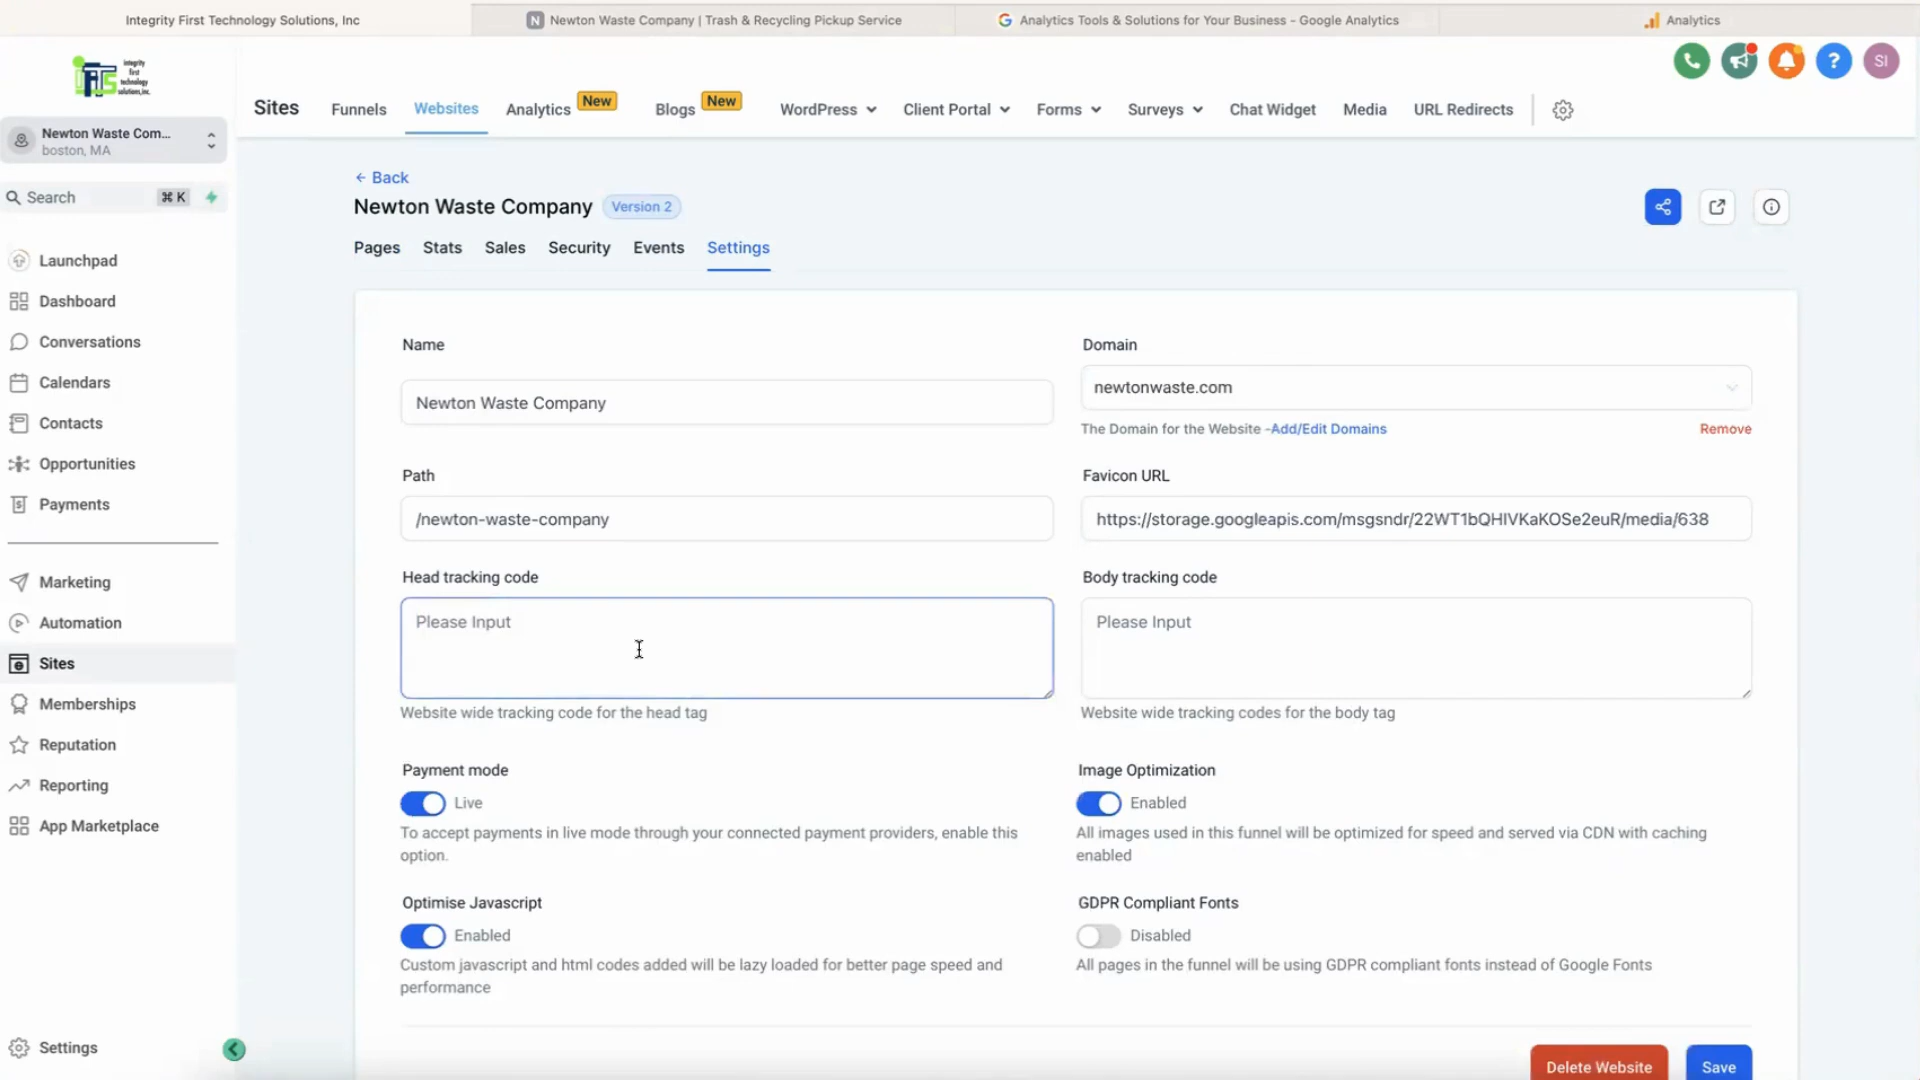 Integrity First Technology Solutions, Inc
Newton Waste Company | Trash & Recycling Pickup Service
Analytics Tools & Solutions for Your Business - Google Analytics
Analytics
integrity
first
technology
solutions,inc.
Newton Waste Com...
boston, MA
Search
⌘ K
Launchpad
Dashboard
Conversations
Calendars
Contacts
Opportunities
Payments
Marketing
Automation
Sites
Memberships
Reputation
Reporting
App Marketplace
Settings
SI
Sites
Funnels
Websites
Analytics
New
Blogs
New
WordPress
Client Portal
Forms
Surveys
Chat Widget
Media
URL Redirects
← Back
Newton Waste Company
Version 2
Pages
Stats
Sales
Security
Events
Settings
Name
Newton Waste Company
Domain
newtonwaste.com
The Domain for the Website -Add/Edit Domains
Remove
Path
/newton-waste-company
Favicon URL
https://storage.googleapis.com/msgsndr/22WT1bQHIVKaKOSe2euR/media/638
Head tracking code
Please Input
Website wide tracking code for the head tag
Body tracking code
Please Input
Website wide tracking codes for the body tag
Payment mode
Live
To accept payments in live mode through your connected payment providers, enable this
option.
Image Optimization
Enabled
All images used in this funnel will be optimized for speed and served via CDN with caching
enabled
Optimise Javascript
Enabled
Custom javascript and html codes added will be lazy loaded for better page speed and
performance
GDPR Compliant Fonts
Disabled
All pages in the funnel will be using GDPR compliant fonts instead of Google Fonts
Delete Website
Save